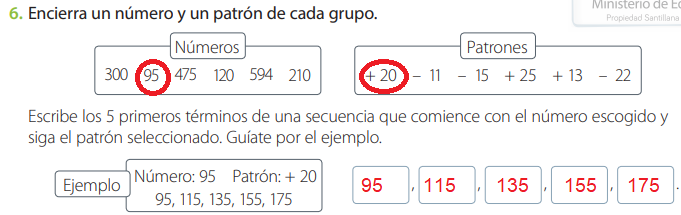 Ministerio de E
Propiedad Santillana
6. Encierra un número y un patrón de cada grupo.
Números
300 95 475 120 594 210
Patrones
+ 20 - 11 - 15 + 25 + 13 - 22
Escribe los 5 primeros términos de una secuencia que comience con el número escogido y
siga el patrón seleccionado. Guíate por el ejemplo.
Ejemplo
Número: 95 Patrón: + 20
95, 115, 135, 155, 175
95 , 115 , 135 , 155 , 175 .